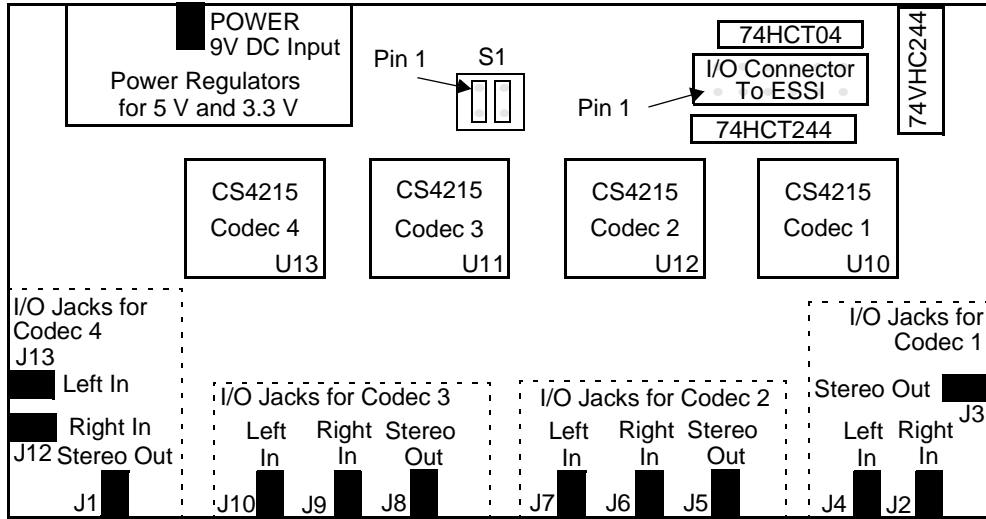 POWER
9V DC Input
Power Regulators
for 5 V and 3.3 V
Pin 1
S1
74HCT04
I/O Connector
To ESSI
Pin 1
74HCT244
74VHC244
CS4215
Codec 4
U13
CS4215
Codec 3
U11
CS4215
Codec 2
U12
CS4215
Codec 1
U10
I/O Jacks for
Codec 4
J13
Left In
Right In
J12
Stereo Out
J1
I/O Jacks for Codec 3
Left
In
Right
In
Stereo
Out
J10
J9
J8
I/O Jacks for Codec 2
Left
In
Right
In
Stereo
Out
J7
J6
J5
I/O Jacks for
Codec 1
Stereo Out
J3
Left
In
Right
In
J4
J2